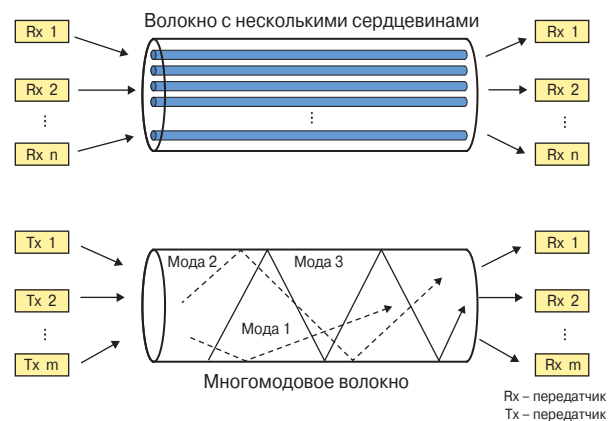 Волокно с несколькими сердцевинами
Rx 1
Rx 1
Rx 2
Rx 2
Rx n
Rx n
Tx 1
Rx 1
Мода 2
Мода 3
Tx 2
Rx 2
Мода 1
Tx m
Rx m
Многомодовое волокно
Rx – передатчик
Tx – передатчик